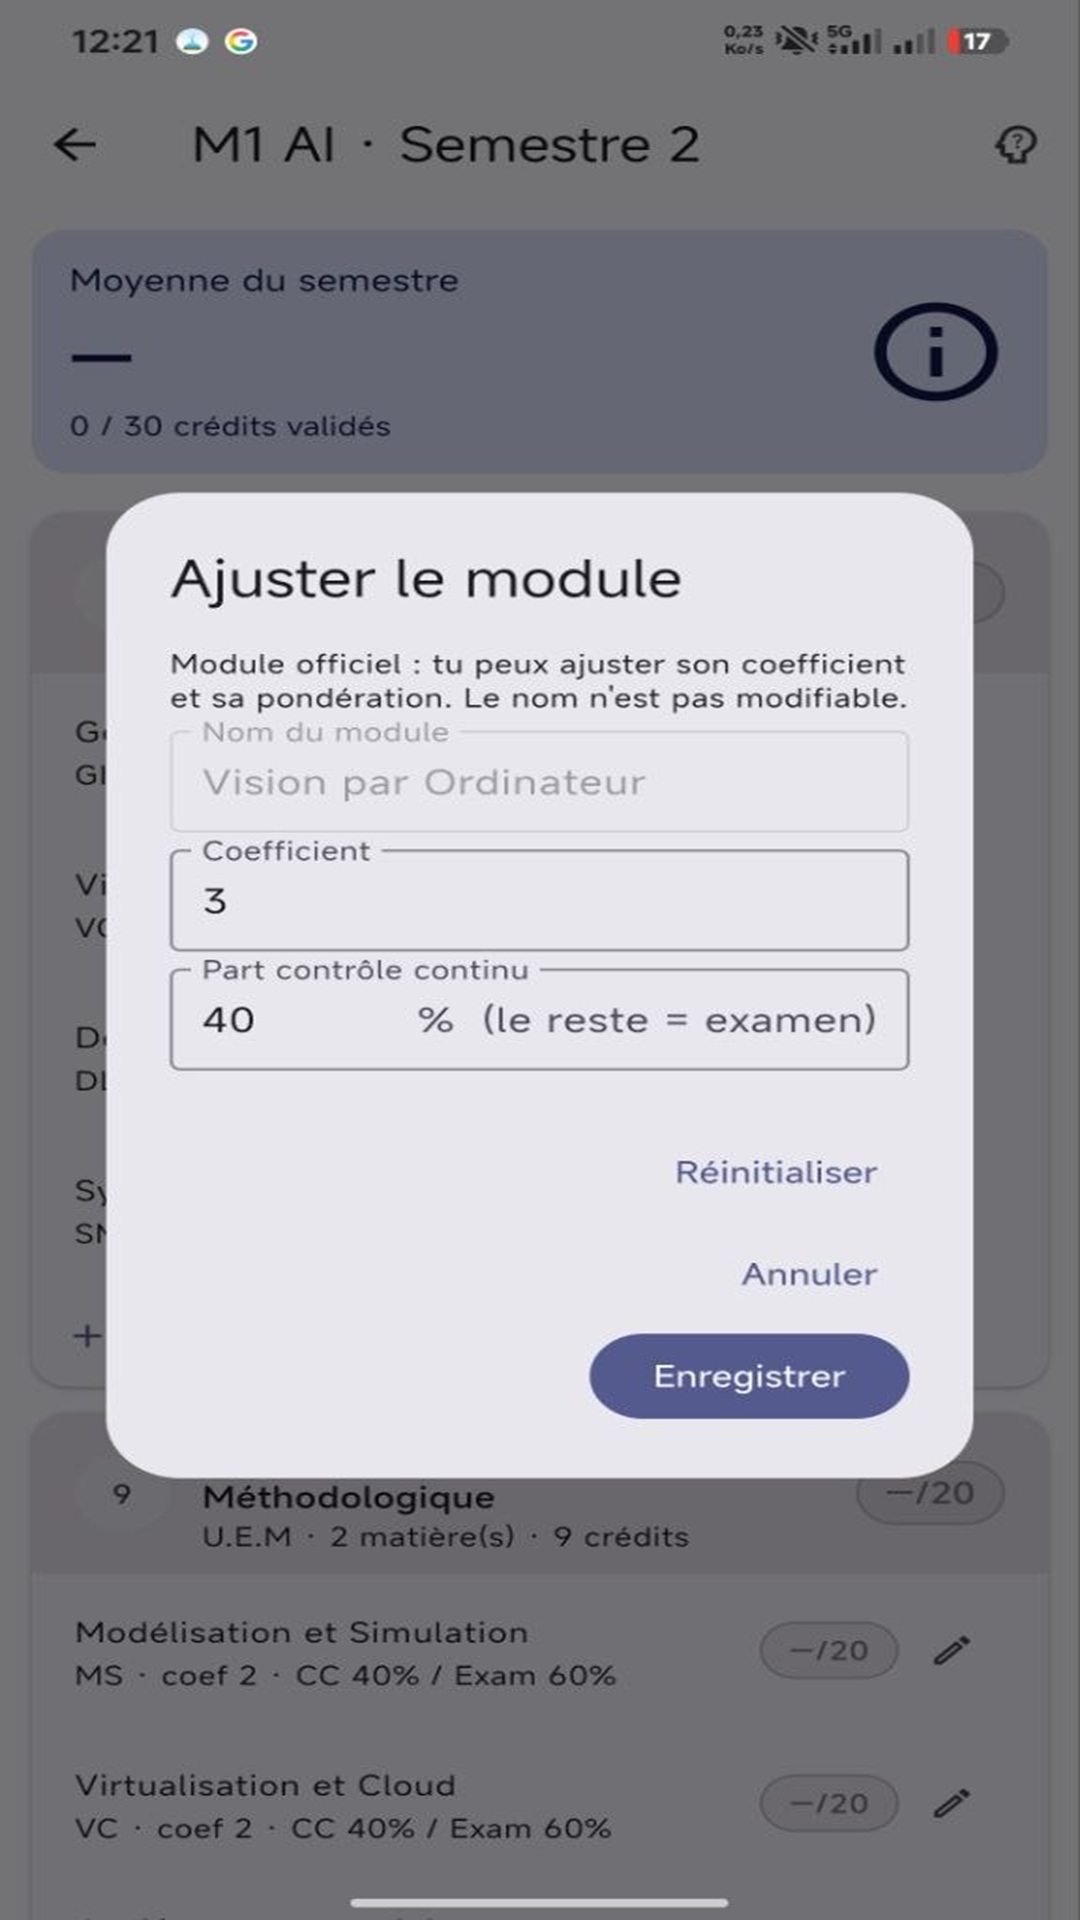 12:21
0,23 Ko/s 5G 17
M1 AI · Semestre 2
Moyenne du semestre
—
0 / 30 crédits validés
Ajuster le module
Module officiel : tu peux ajuster son coefficient
et sa pondération. Le nom n'est pas modifiable.
Nom du module
Vision par Ordinateur
Coefficient
3
Part contrôle continu
40 % (le reste = examen)
Réinitialiser
Annuler
Enregistrer
9
Méthodologique
—/20
U.E.M · 2 matière(s) · 9 crédits
Modélisation et Simulation
MS · coef 2 · CC 40% / Exam 60%
—/20
Virtualisation et Cloud
VC · coef 2 · CC 40% / Exam 60%
—/20